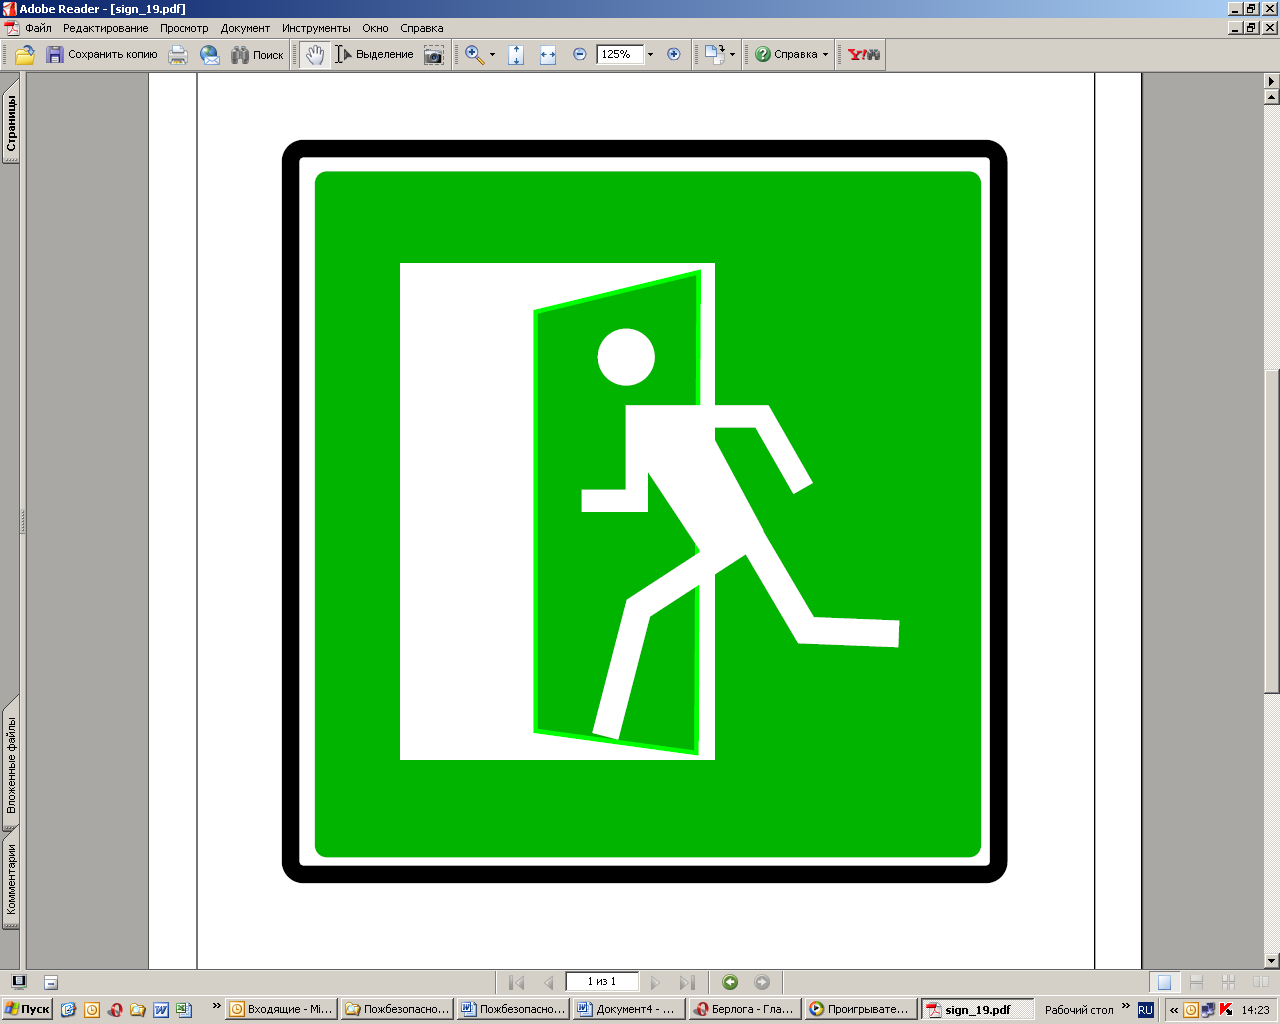 Adobe Reader - [sign_19.pdf]
Файл Редактирование Просмотр Документ Инструменты Окно Справка
Сохранить копию Поиск Выделение 125% Справка Y!
Страницы
Вложенные файлы
Комментарии
1 из 1
Пуск » Входящие - Mi... Пожбезопасно... Пожбезопасно... Документ4 - ... Берлога - Гла... Проигрывате... sign_19.pdf Рабочий стол » RU « 14:23